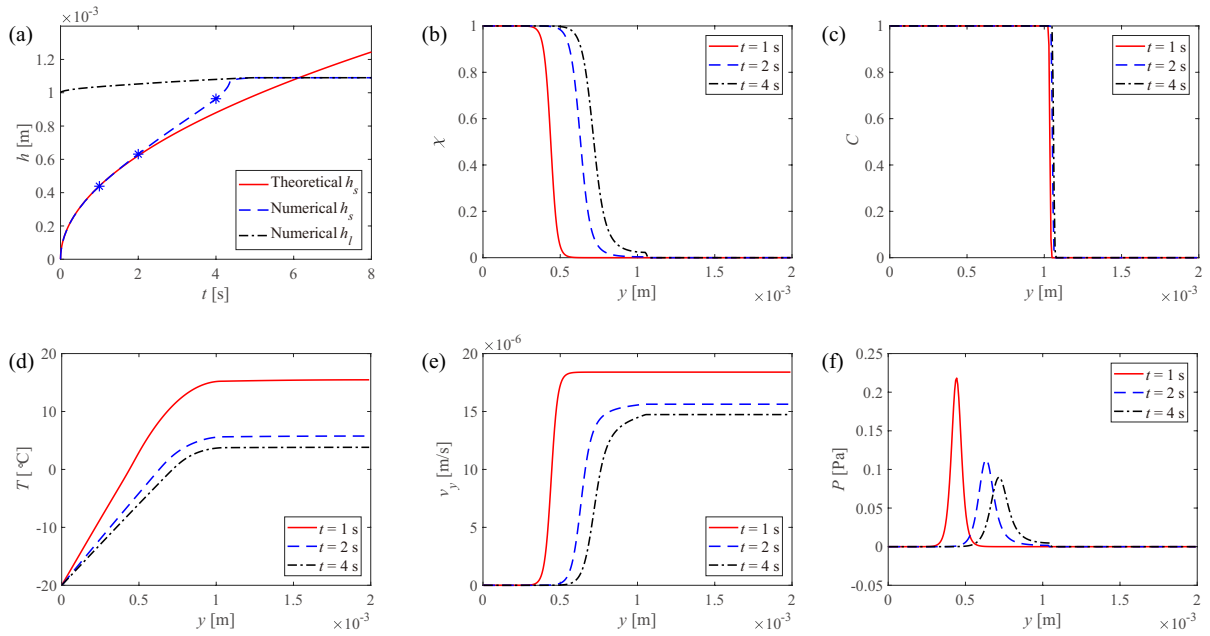 (a)
×10⁻³
1.2
1
0.8
0.6
0.4
0.2
0
h [m]
Theoretical hₛ
Numerical hₛ
Numerical hₗ
0 2 4 6 8
t [s]
(b)
1
0.8
0.6
0.4
0.2
0
χ
t = 1 s
t = 2 s
t = 4 s
0 0.5 1 1.5 2
y [m]
×10⁻³
(c)
1
0.8
0.6
0.4
0.2
0
C
t = 1 s
t = 2 s
t = 4 s
0 0.5 1 1.5 2
y [m]
×10⁻³
(d)
20
10
0
-10
-20
T [°C]
t = 1 s
t = 2 s
t = 4 s
0 0.5 1 1.5 2
y [m]
×10⁻³
(e)
×10⁻⁶
20
15
10
5
0
v_y [m/s]
t = 1 s
t = 2 s
t = 4 s
0 0.5 1 1.5 2
y [m]
×10⁻³
(f)
0.25
0.2
0.15
0.1
0.05
0
-0.05
P [Pa]
t = 1 s
t = 2 s
t = 4 s
0 0.5 1 1.5 2
y [m]
×10⁻³